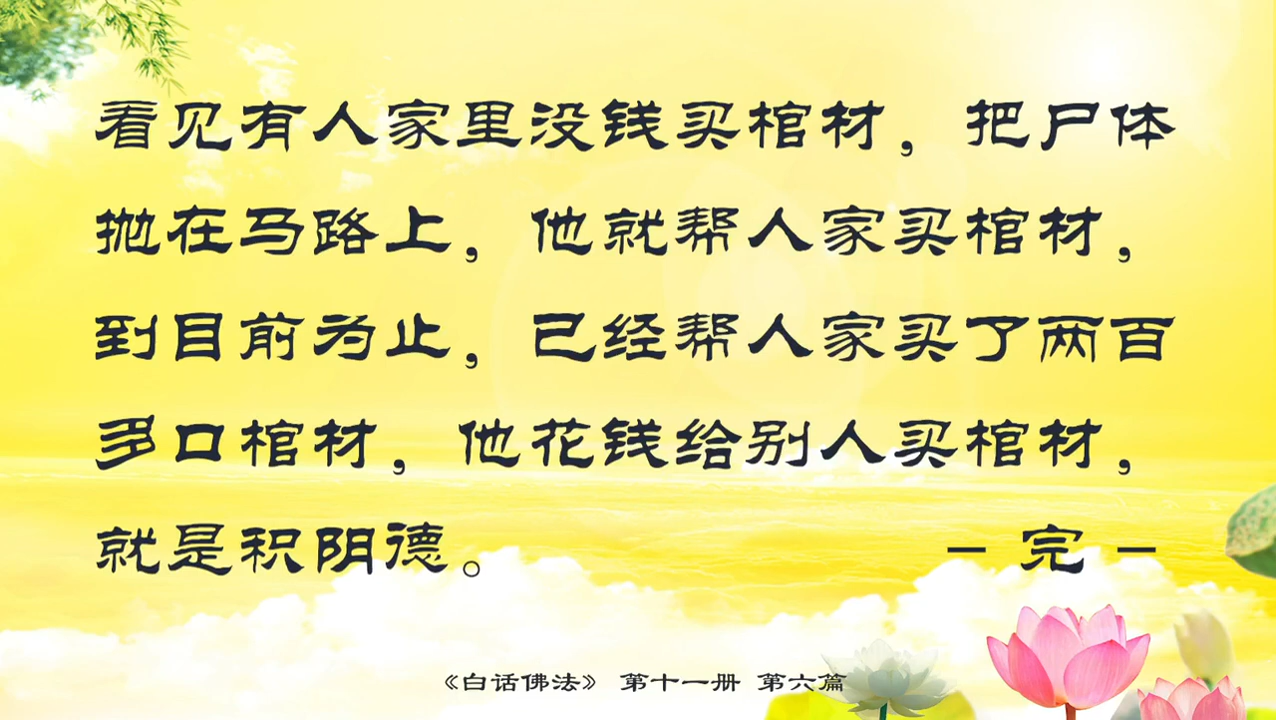 看见有人家里没钱买棺材，把尸体
抛在马路上，他就帮人家买棺材，
到目前为止，已经帮人家买了两百
多口棺材，他花钱给别人买棺材，
就是积阴德。 － 完 －
《白话佛法》 第十一册 第六篇